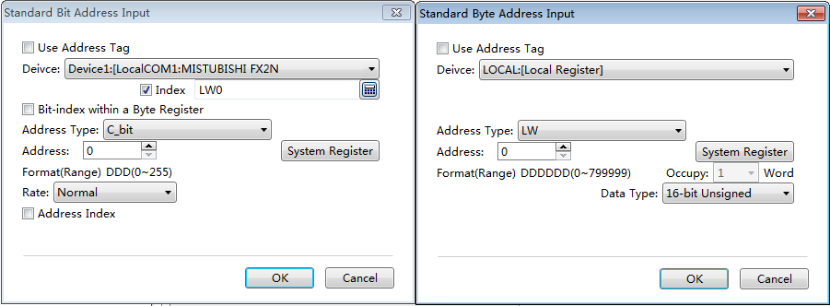 Standard Bit Address Input
Use Address Tag
Deivce: Device1:[LocalCOM1:MISTUBISHI FX2N
Index LW0
Bit-index within a Byte Register
Address Type: C_bit
Address: 0 System Register
Format(Range) DDD(0~255)
Rate: Normal
Address Index
OK Cancel
Standard Byte Address Input
Use Address Tag
Deivce: LOCAL:[Local Register]
Address Type: LW
Address: 0 System Register
Format(Range) DDDDDD(0~799999) Occupy: 1 Word
Data Type: 16-bit Unsigned
OK Cancel